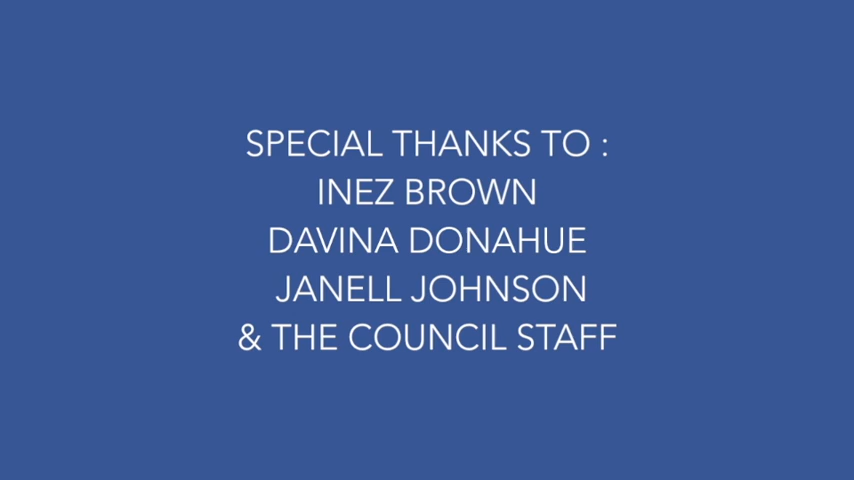 SPECIAL THANKS TO :
INEZ BROWN
DAVINA DONAHUE
JANELL JOHNSON
& THE COUNCIL STAFF